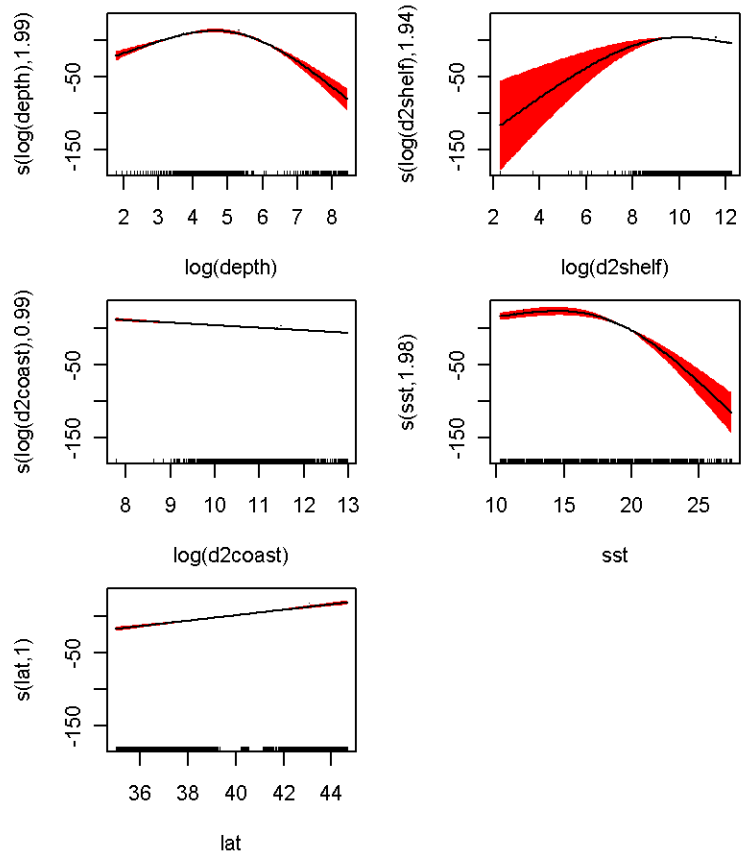 s(log(depth),1.99)
-50
-150
2 3 4 5 6 7 8
log(depth)
s(log(d2shelf),1.94)
-50
-150
2 4 6 8 10 12
log(d2shelf)
s(log(d2coast),0.99)
-50
-150
8 9 10 11 12 13
log(d2coast)
s(sst,1.98)
-50
-150
10 15 20 25
sst
s(lat,1)
-50
-150
36 38 40 42 44
lat